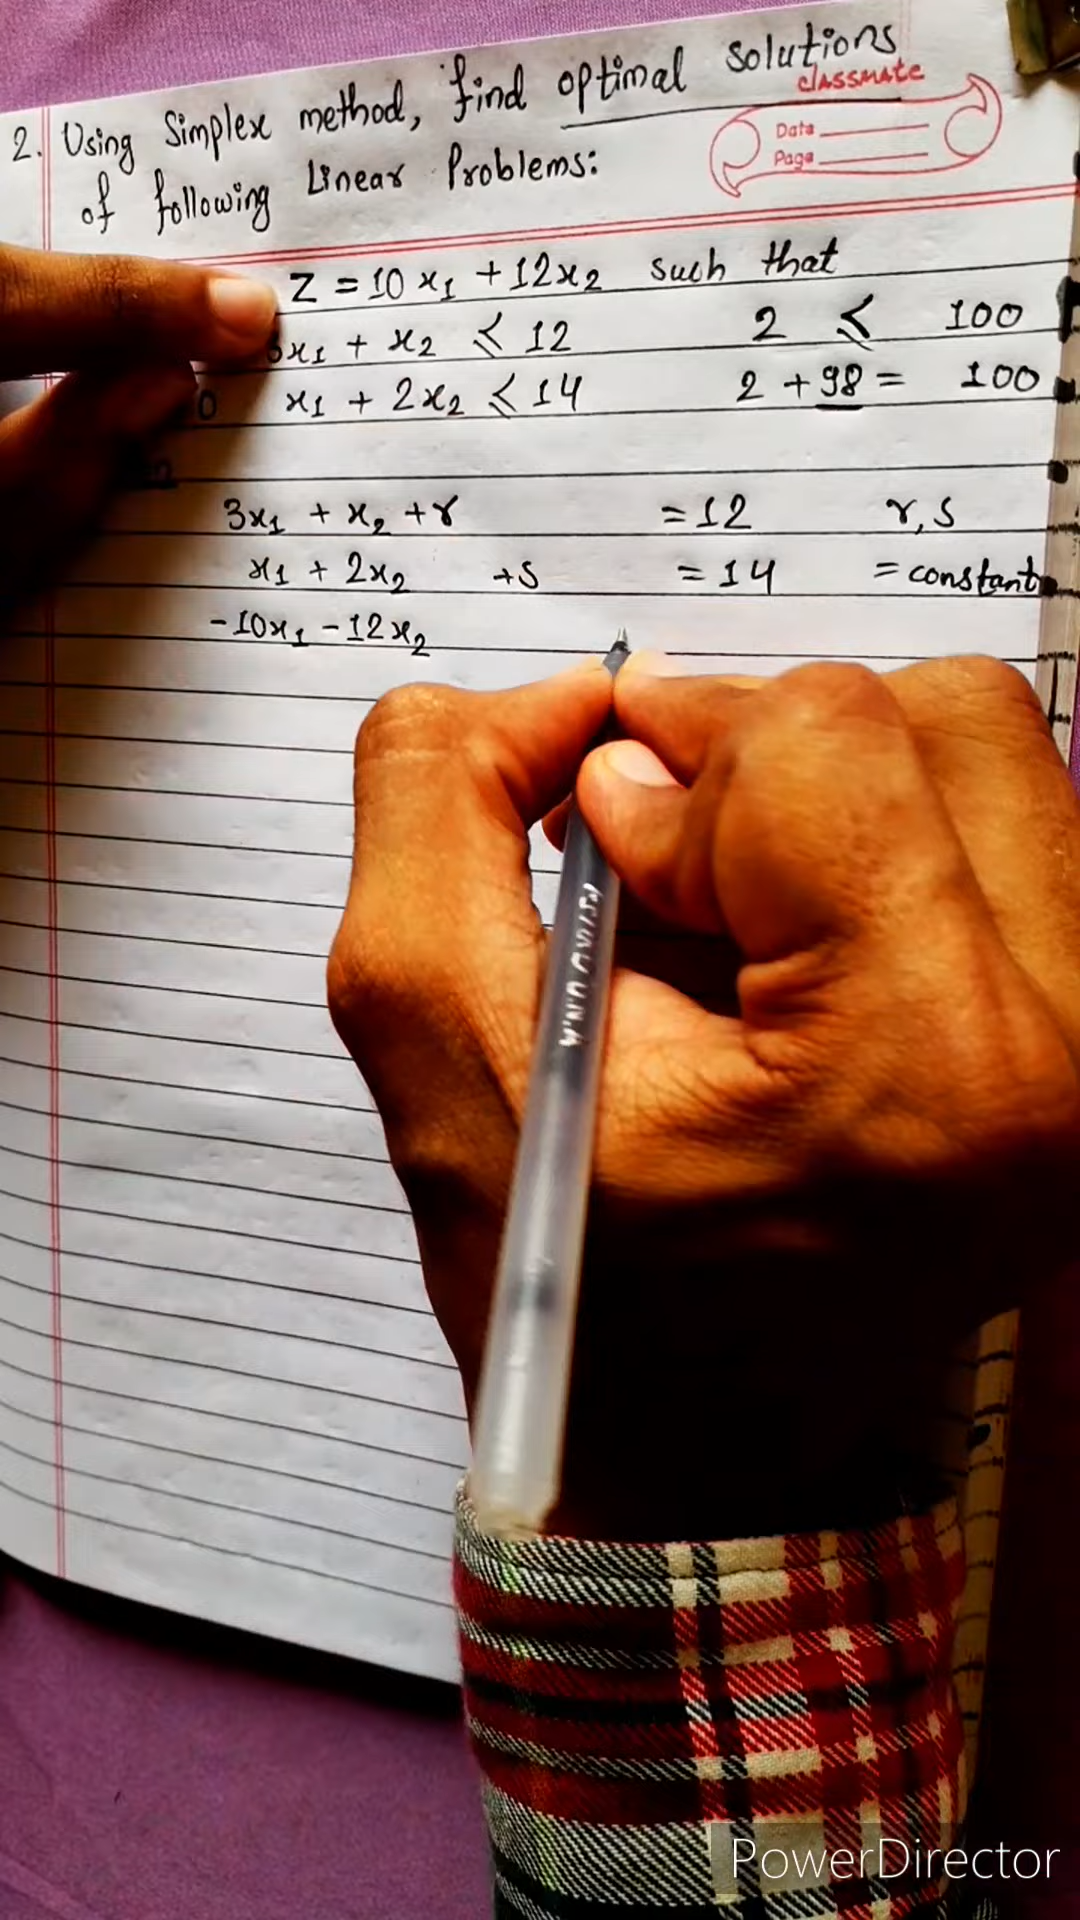 2. Using Simplex method, find optimal solutions
classmate
Date
Page
of following Linear Problems:
Z = 10x₁ + 12x₂ such that
3x₁ + x₂ ≤ 12 2 ≤ 100
x₁ + 2x₂ ≤ 14 2 + 98 = 100
3x₁ + x₂ + r = 12 r, s
x₁ + 2x₂ + s = 14 = constant
-10x₁ - 12x₂
PowerDirector